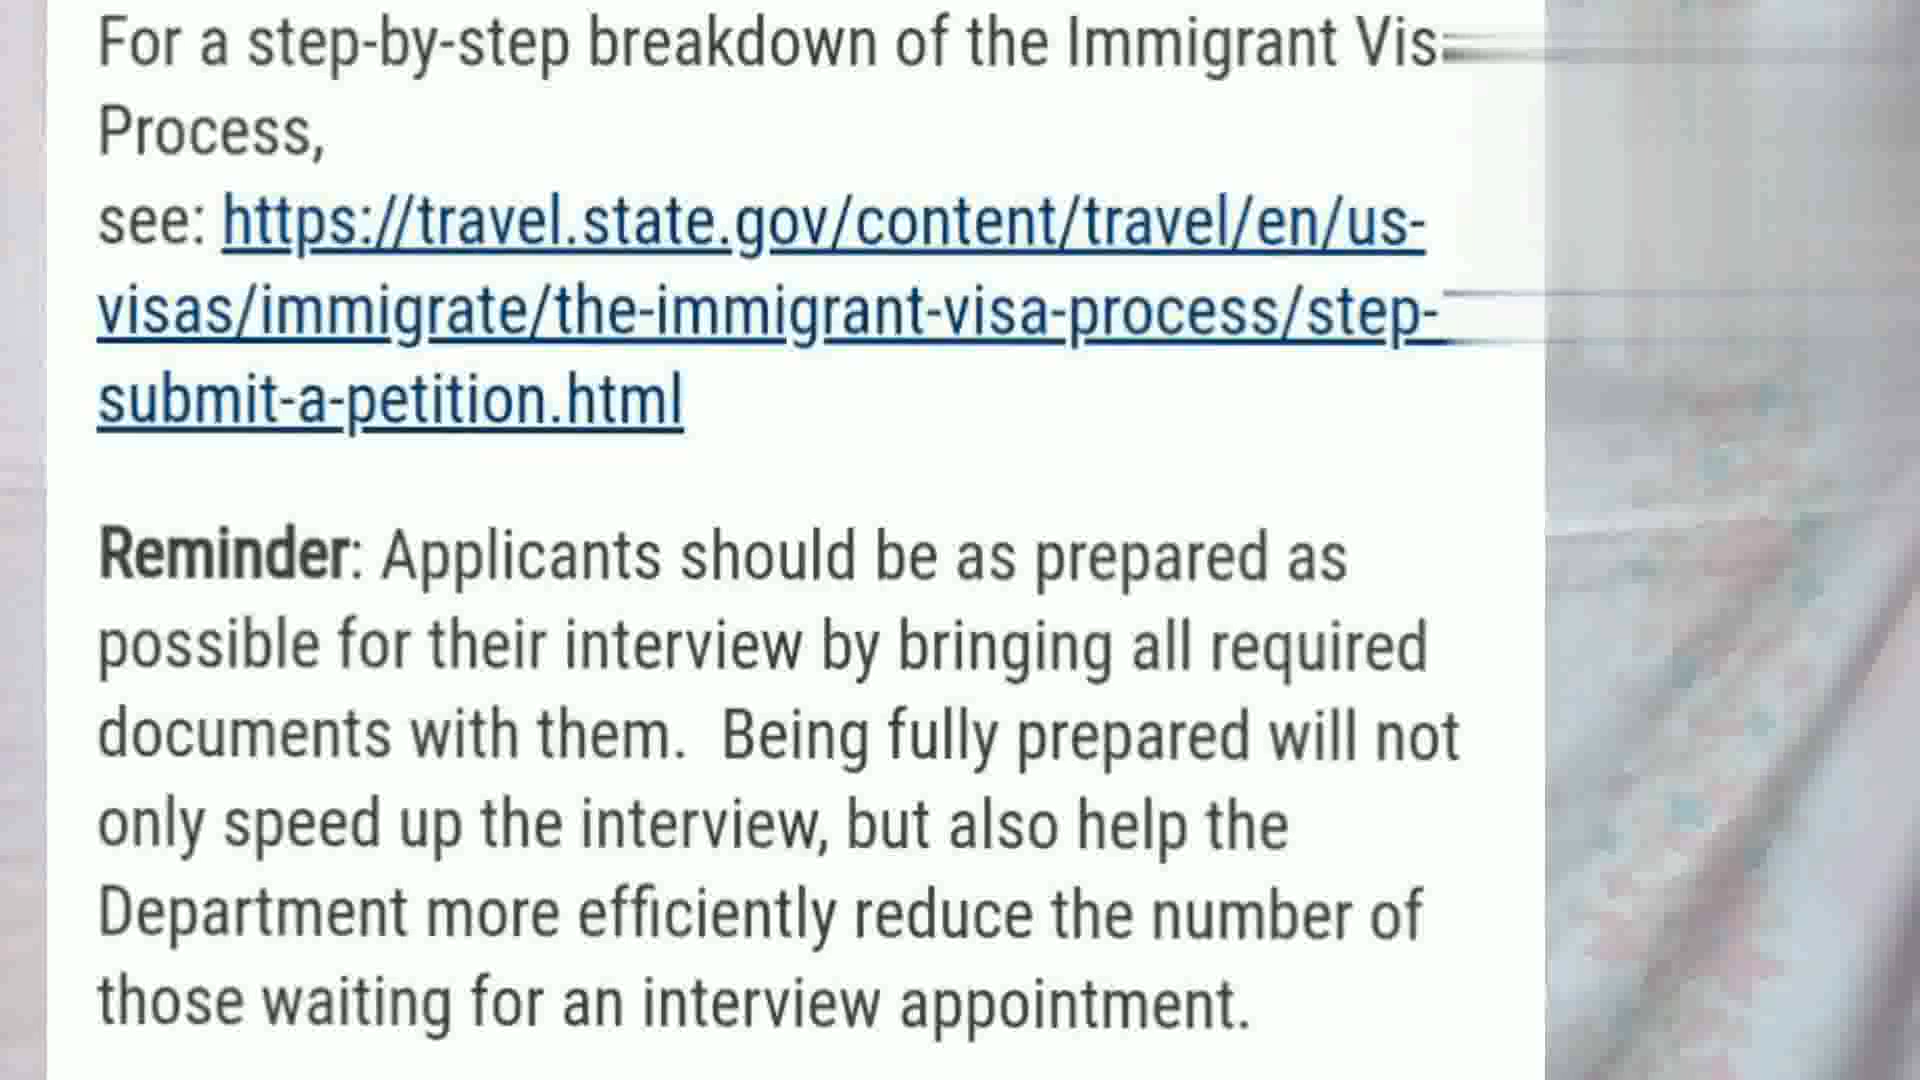 For a step-by-step breakdown of the Immigrant Vis
Process,
see: https://travel.state.gov/content/travel/en/us-
visas/immigrate/the-immigrant-visa-process/step-
submit-a-petition.html
Reminder: Applicants should be as prepared as
possible for their interview by bringing all required
documents with them. Being fully prepared will not
only speed up the interview, but also help the
Department more efficiently reduce the number of
those waiting for an interview appointment.